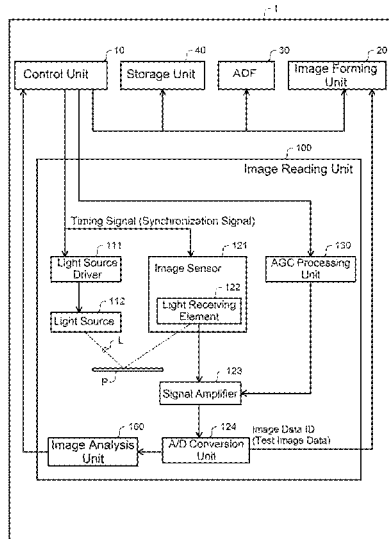 1
10
40
30
20
Control Unit
Storage Unit
ADF
Image Forming
Unit
100
Image Reading Unit
Timing Signal (Synchronization Signal)
111
121
130
Light Source
Driver
Image Sensor
AGC Processing
Unit
112
122
Light Source
Light Receiving
Element
L
P
123
Signal Amplifier
160
124
Image Data ID
(Test Image Data)
Image Analysis
Unit
A/D Conversion
Unit